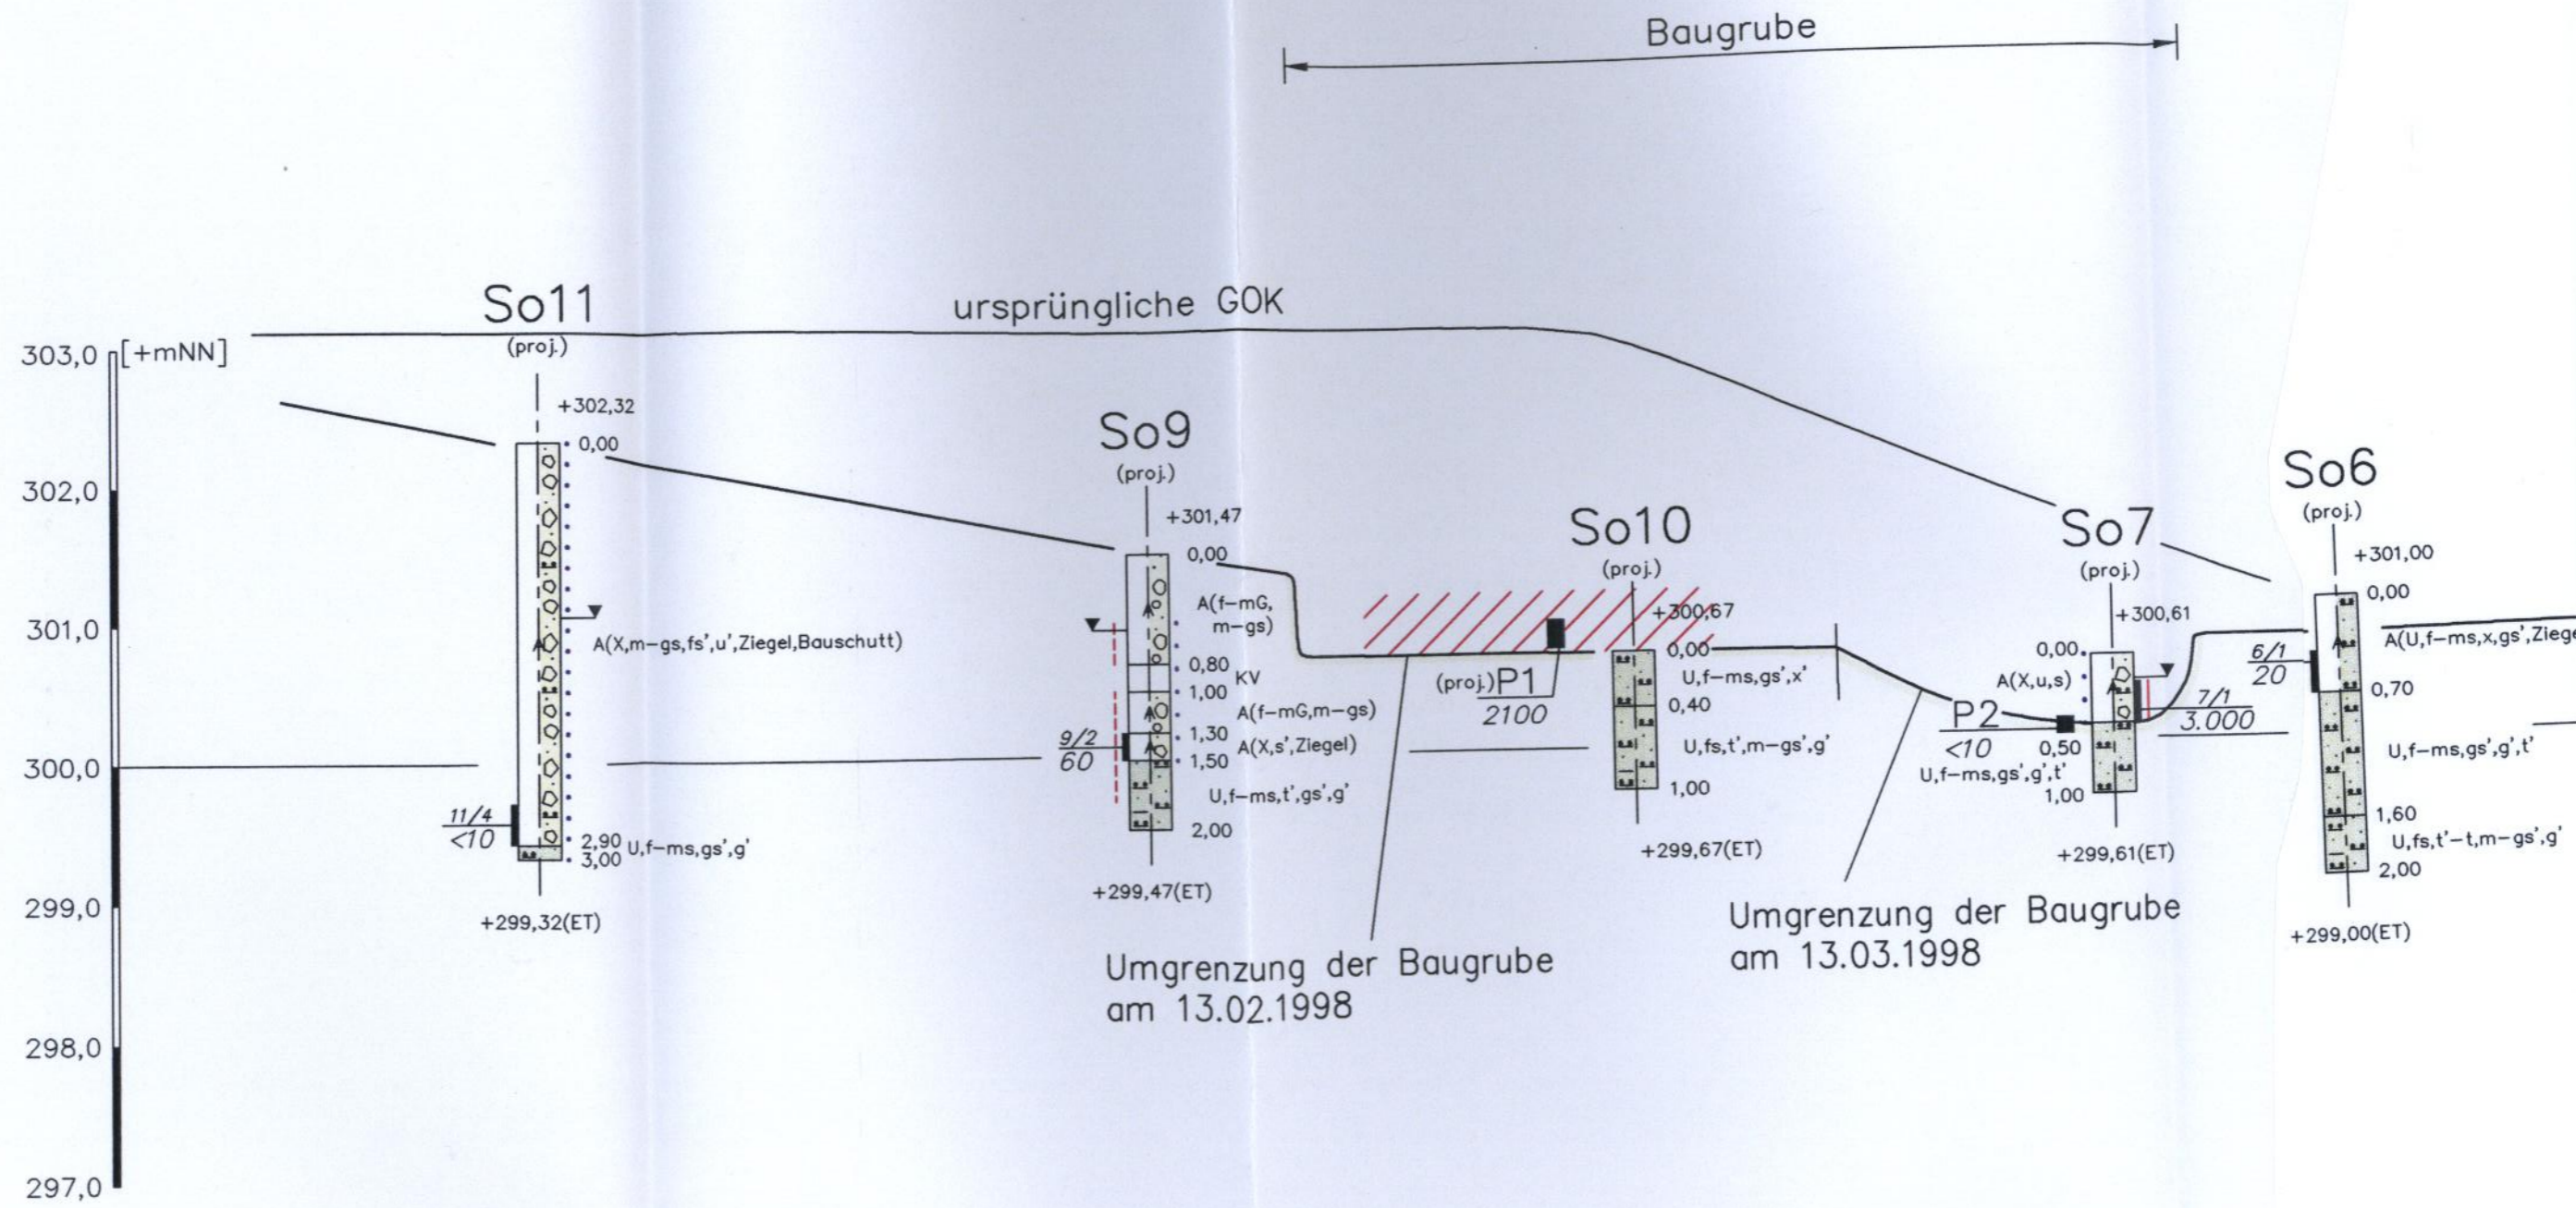 Baugrube
ursprüngliche GOK
303,0
[+mNN]
302,0
301,0
300,0
299,0
298,0
297,0
So11
(proj.)
+302,32
0,00
A(X,m-gs,fs',u',Ziegel,Bauschutt)
11/4
<10
2,90
U,f-ms,gs',g'
3,00
+299,32(ET)
So9
(proj.)
+301,47
0,00
A(f-mG,
m-gs)
0,80
KV
1,00
A(f-mG,m-gs)
1,30
A(X,s',Ziegel)
1,50
9/2
60
U,f-ms,t',gs',g'
2,00
+299,47(ET)
Umgrenzung der Baugrube
am 13.02.1998
(proj.)P1
2100
So10
(proj.)
+300,67
0,00
U,f-ms,gs',x'
0,40
U,fs,t',m-gs',g'
1,00
+299,67(ET)
Umgrenzung der Baugrube
am 13.03.1998
P2
<10
So7
(proj.)
+300,61
0,00
A(X,u,s)
7/1
3.000
0,50
U,f-ms,gs',g',t'
1,00
+299,61(ET)
So6
(proj.)
+301,00
0,00
A(U,f-ms,x,gs',Ziege
6/1
20
0,70
U,f-ms,gs',g',t'
1,60
U,fs,t'-t,m-gs',g'
2,00
+299,00(ET)